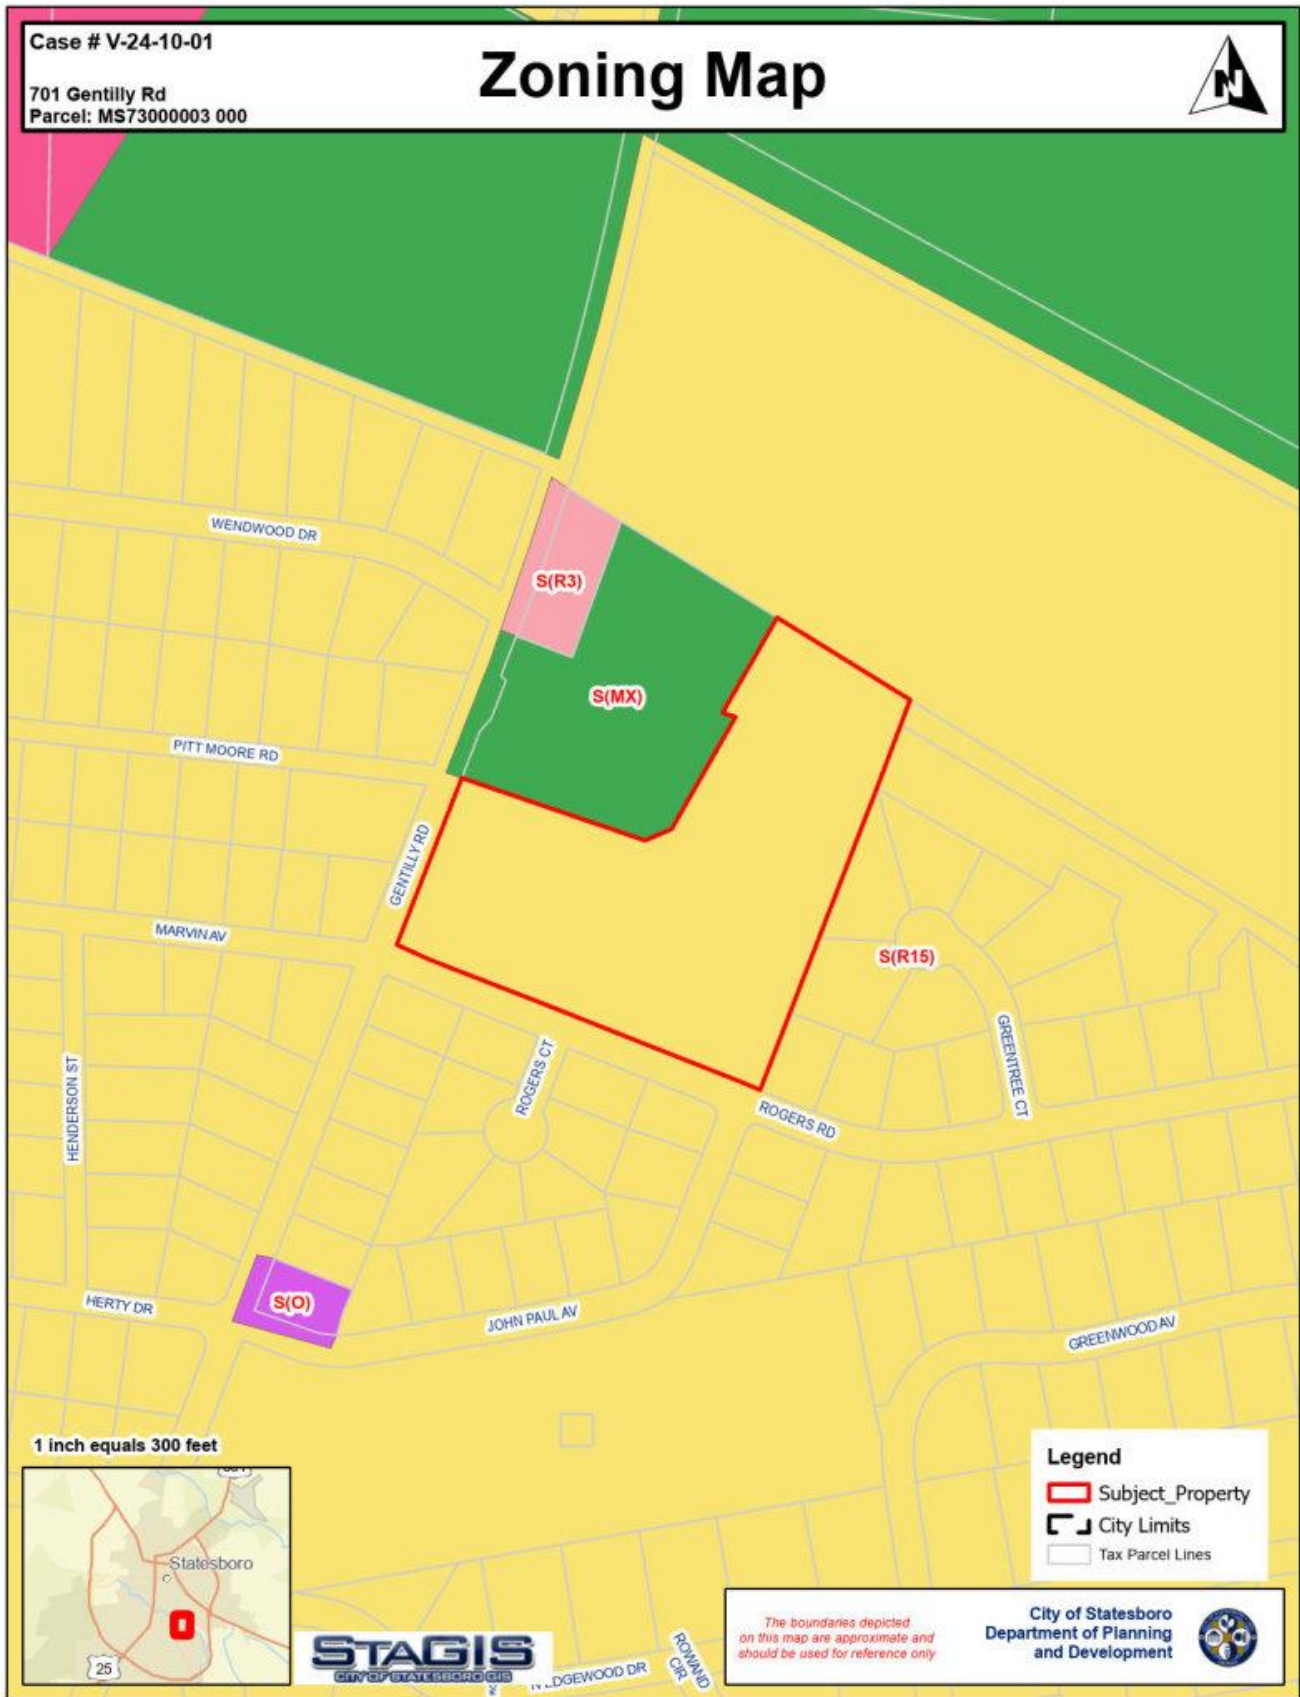 Case # V-24-10-01
Zoning Map
N
701 Gentilly Rd
Parcel: MS73000003 000
WENDWOOD DR
S(R3)
S(MX)
PITT MOORE RD
GENTILLY RD
MARVIN AV
S(R15)
HENDERSON ST
ROGERS CT
GREENTREE CT
ROGERS RD
S(O)
HERTY DR
JOHN PAUL AV
GREENWOOD AV
1 inch equals 300 feet
Statesboro
25
Legend
Subject_Property
City Limits
Tax Parcel Lines
STAGIS
CITY OF STATESBORO GIS
N EDGEWOOD DR
ROWAND
CIR
The boundaries depicted
on this map are approximate and
should be used for reference only
City of Statesboro
Department of Planning
and Development